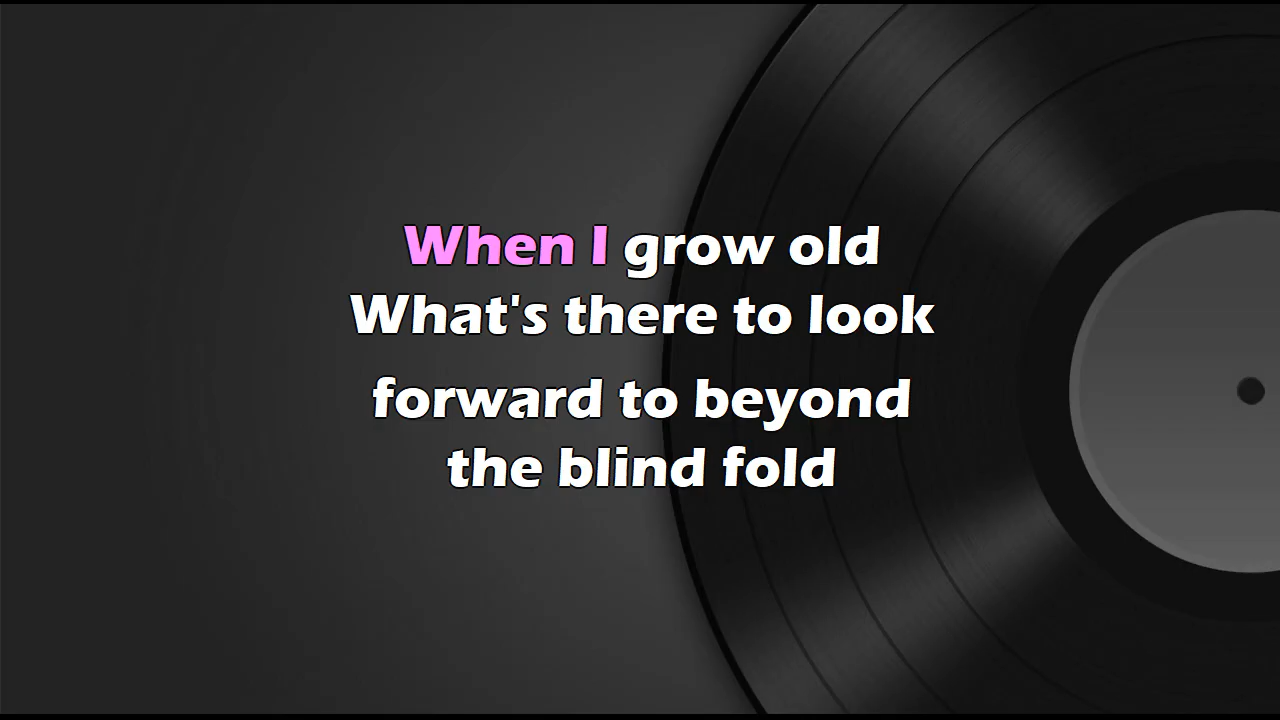 When I grow old
What's there to look
forward to beyond
the blind fold